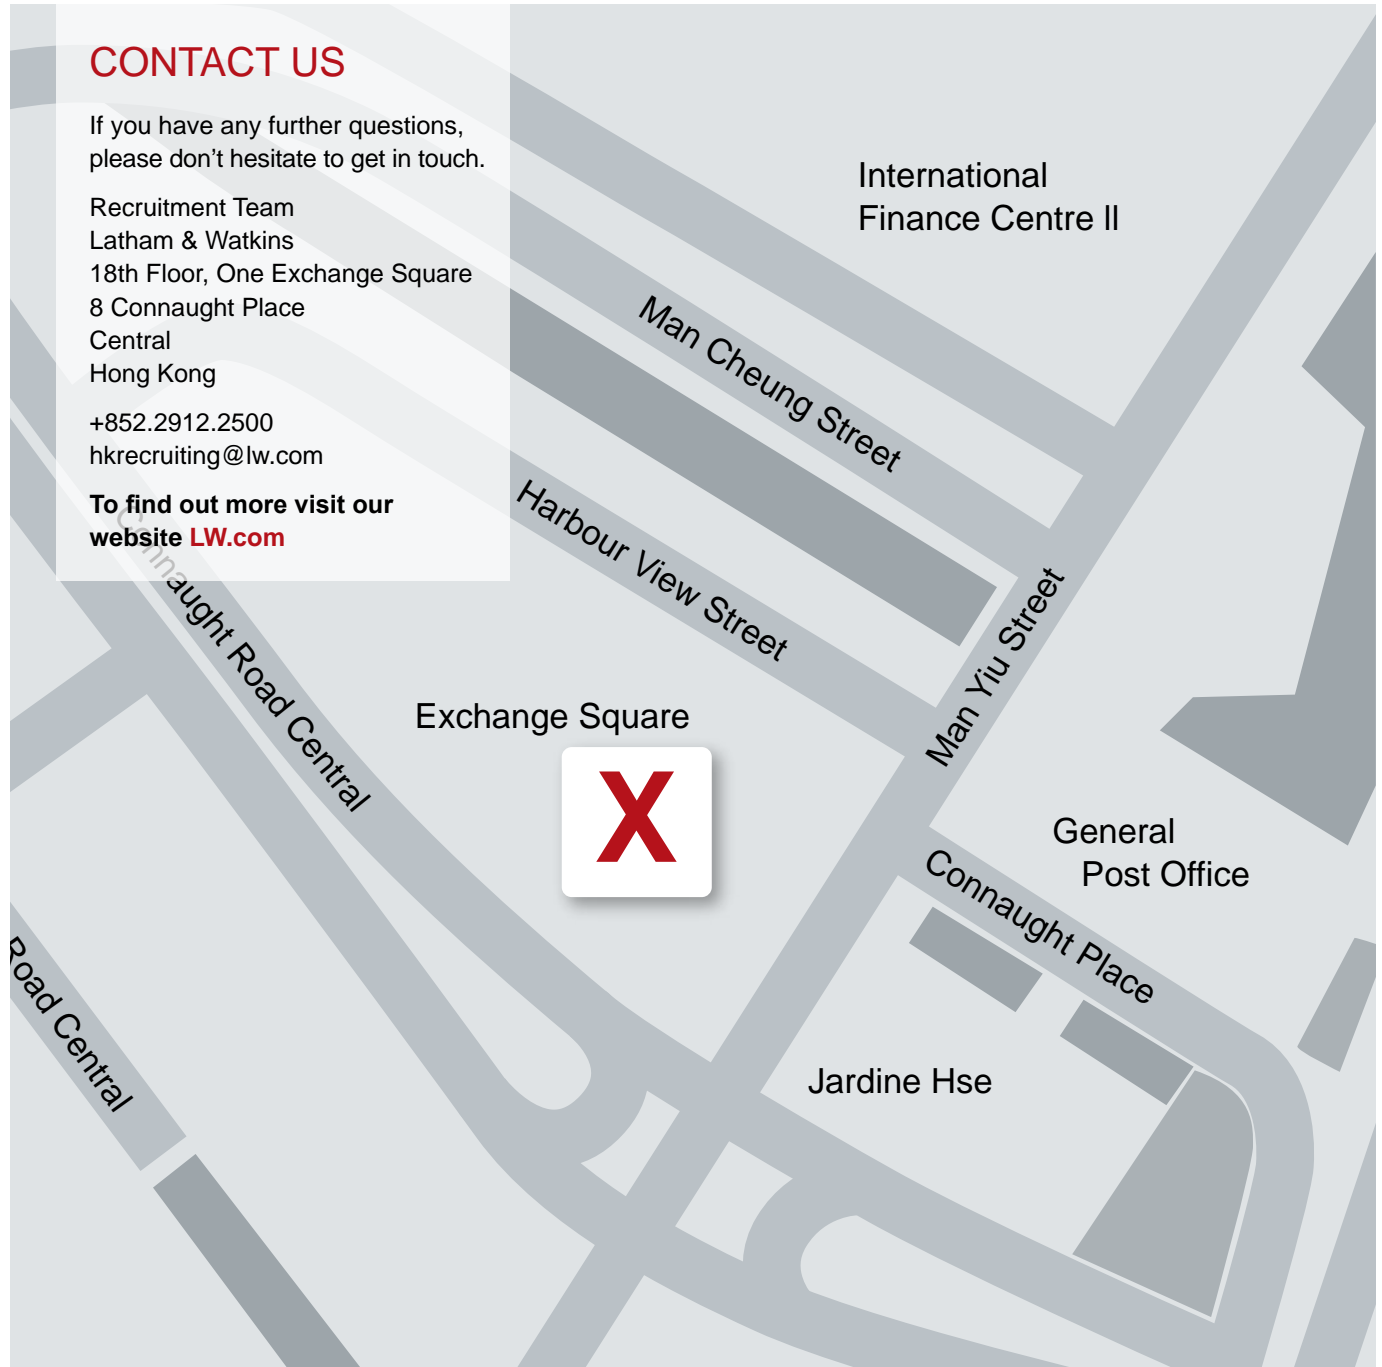 CONTACT US
If you have any further questions,
please don’t hesitate to get in touch.
Recruitment Team
Latham & Watkins
18th Floor, One Exchange Square
8 Connaught Place
Central
Hong Kong
+852.2912.2500
hkrecruiting@lw.com
To find out more visit our
website LW.com
International
Finance Centre ll
Man Cheung Street
Harbour View Street
Man Yiu Street
Connaught Road Central
Exchange Square
X
General
Post Office
Connaught Place
Road Central
Jardine Hse